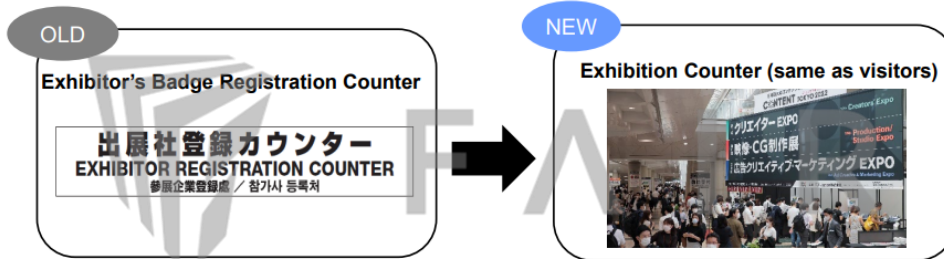 OLD
Exhibitor's Badge Registration Counter
出展社登録カウンター
EXHIBITOR REGISTRATION COUNTER
參展企業登錄處 ／ 참가사 등록처
NEW
Exhibition Counter (same as visitors)
CONTENT TOKYO 2022
クリエイター EXPO
Creators' Expo
映像・CG制作展
Production/
Studio Expo
広告クリエイティブ・マーケティング EXPO